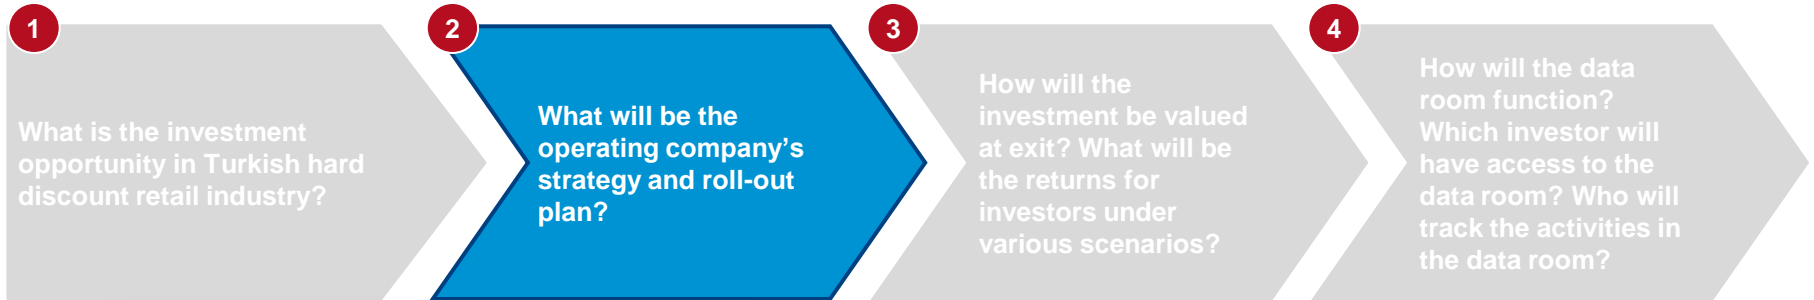 1
What is the investment
opportunity in Turkish hard
discount retail industry?
2
What will be the
operating company’s
strategy and roll-out
plan?
3
How will the
investment be valued
at exit? What will be
the returns for
investors under
various scenarios?
4
How will the data
room function?
Which investor will
have access to the
data room? Who will
track the activities in
the data room?